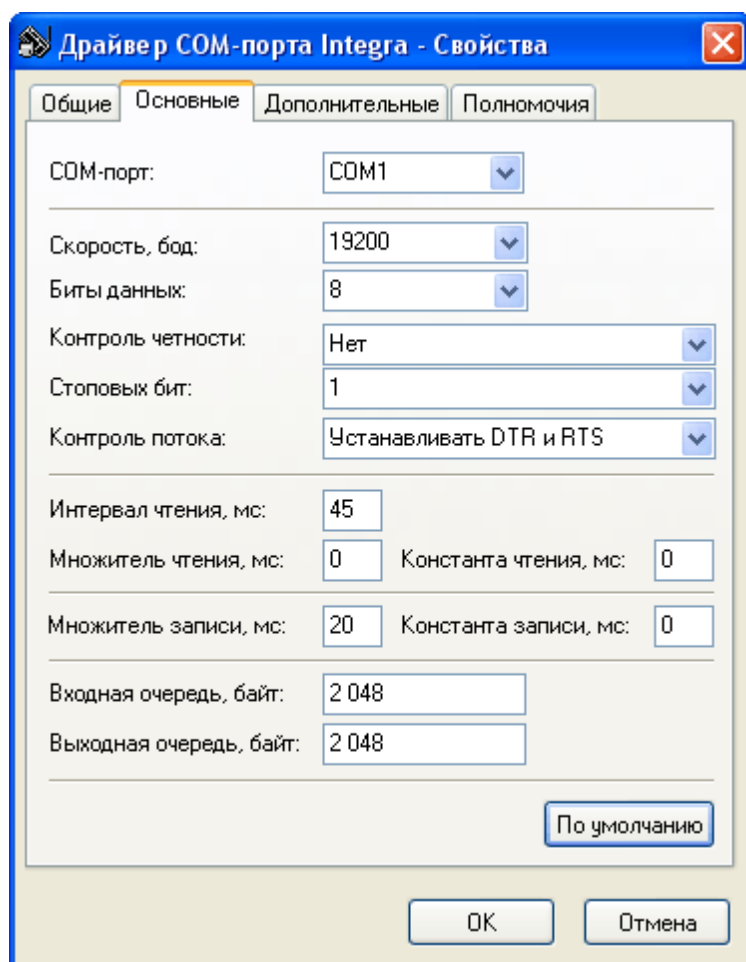 Драйвер COM-порта Integra - Свойства
Общие Основные Дополнительные Полномочия
COM-порт: COM1
Скорость, бод: 19200
Биты данных: 8
Контроль четности: Нет
Стоповых бит: 1
Контроль потока: Устанавливать DTR и RTS
Интервал чтения, мс: 45
Множитель чтения, мс: 0 Константа чтения, мс: 0
Множитель записи, мс: 20 Константа записи, мс: 0
Входная очередь, байт: 2 048
Выходная очередь, байт: 2 048
По умолчанию
OK Отмена